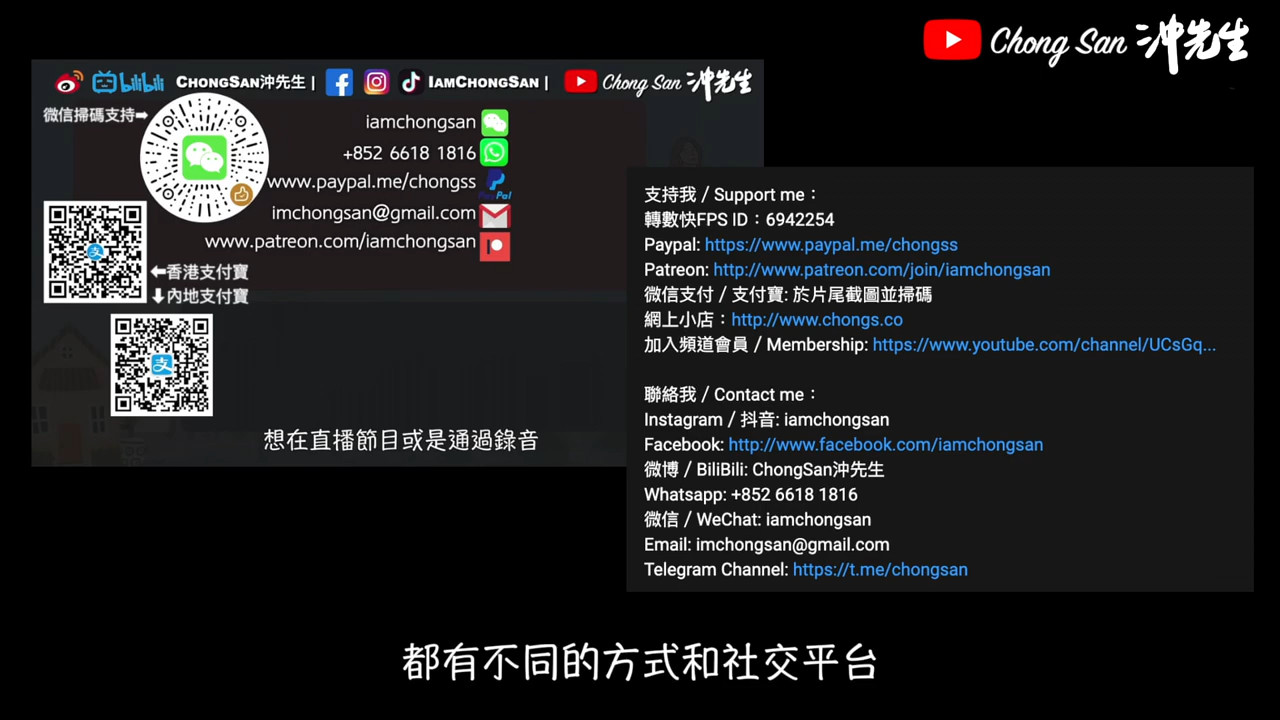 Chong San 沖先生
bilibili CHONGSAN沖先生 | IAMCHONGSAN | Chong San 沖先生
微信掃碼支持➡
iamchongsan
+852 6618 1816
www.paypal.me/chongss
PayPal
imchongsan@gmail.com
www.patreon.com/iamchongsan
⬅香港支付寶
⬇內地支付寶
支
支
想在直播節目或是通過錄音
支持我 / Support me：
轉數快FPS ID：6942254
Paypal: https://www.paypal.me/chongss
Patreon: http://www.patreon.com/join/iamchongsan
微信支付 / 支付寶: 於片尾截圖並掃碼
網上小店：http://www.chongs.co
加入頻道會員 / Membership: https://www.youtube.com/channel/UCsGq...
聯絡我 / Contact me：
Instagram / 抖音: iamchongsan
Facebook: http://www.facebook.com/iamchongsan
微博 / BiliBili: ChongSan沖先生
Whatsapp: +852 6618 1816
微信 / WeChat: iamchongsan
Email: imchongsan@gmail.com
Telegram Channel: https://t.me/chongsan
都有不同的方式和社交平台